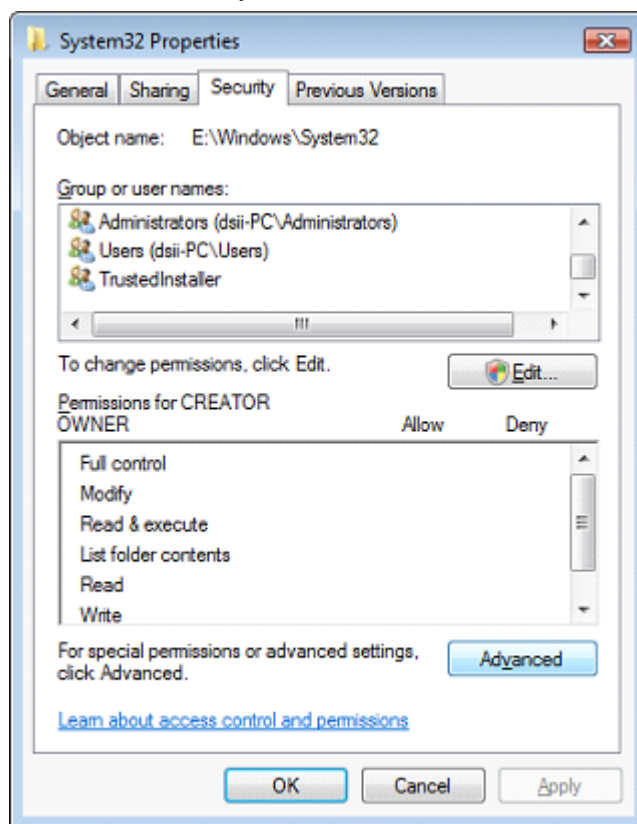 System32 Properties
General Sharing Security Previous Versions
Object name: E:\Windows\System32
Group or user names:
Administrators (dsii-PC\Administrators)
Users (dsii-PC\Users)
TrustedInstaller
To change permissions, click Edit.
Edit...
Permissions for CREATOR
OWNER Allow Deny
Full control
Modify
Read & execute
List folder contents
Read
Write
For special permissions or advanced settings,
click Advanced.
Advanced
Learn about access control and permissions
OK Cancel Apply